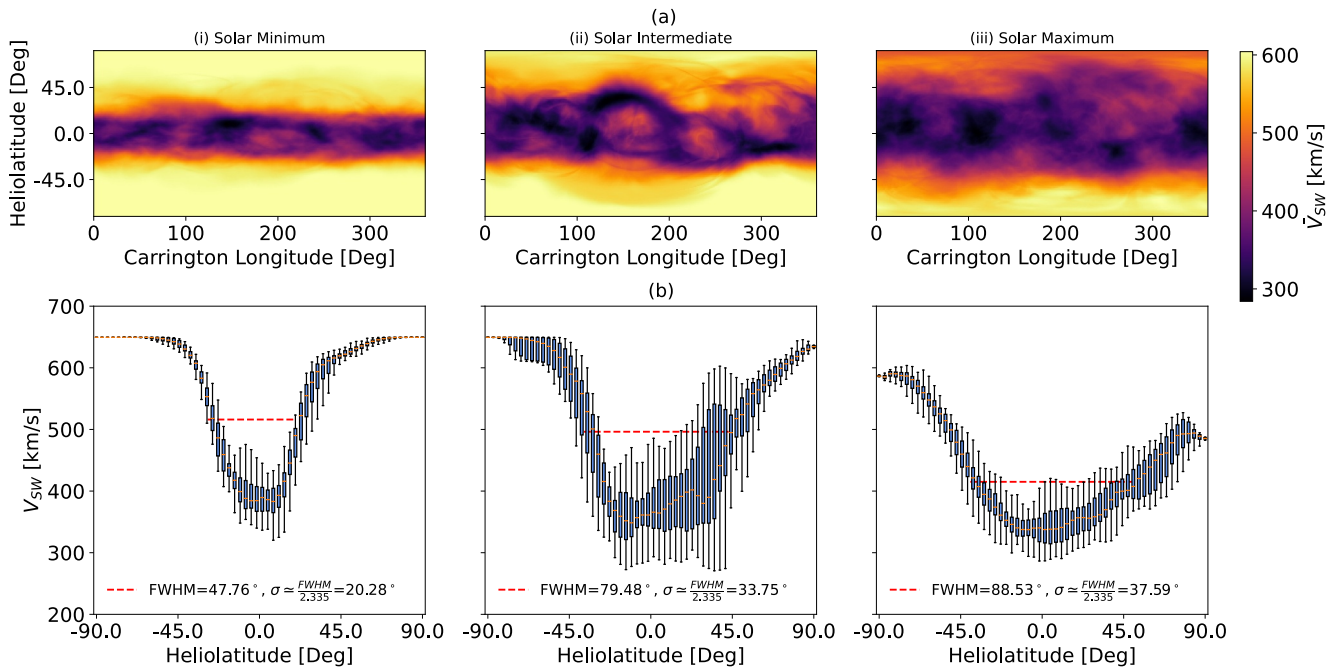 (a)
(i) Solar Minimum
(ii) Solar Intermediate
(iii) Solar Maximum
Heliolatitude [Deg]
45.0
0.0
-45.0
0 100 200 300
Carrington Longitude [Deg]
0 100 200 300
Carrington Longitude [Deg]
0 100 200 300
Carrington Longitude [Deg]
600
500
400
300
V̄_SW [km/s]
(b)
V_SW [km/s]
700
600
500
400
300
200
FWHM=47.76°, σ≃FWHM/2.335=20.28°
FWHM=79.48°, σ≃FWHM/2.335=33.75°
FWHM=88.53°, σ≃FWHM/2.335=37.59°
-90.0 -45.0 0.0 45.0 90.0
Heliolatitude [Deg]
-90.0 -45.0 0.0 45.0 90.0
Heliolatitude [Deg]
-90.0 -45.0 0.0 45.0 90.0
Heliolatitude [Deg]